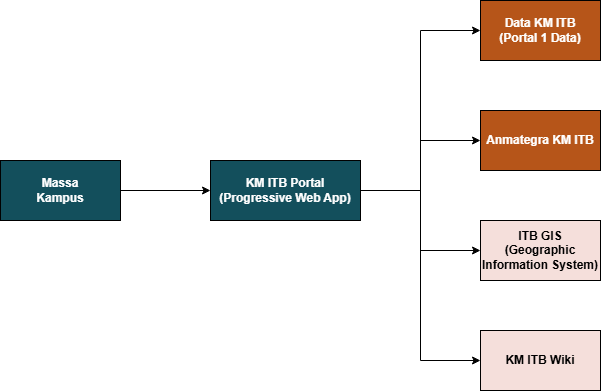 Data KM ITB
(Portal 1 Data)
Anmategra KM ITB
Massa
Kampus
KM ITB Portal
(Progressive Web App)
ITB GIS
(Geographic
Information System)
KM ITB Wiki